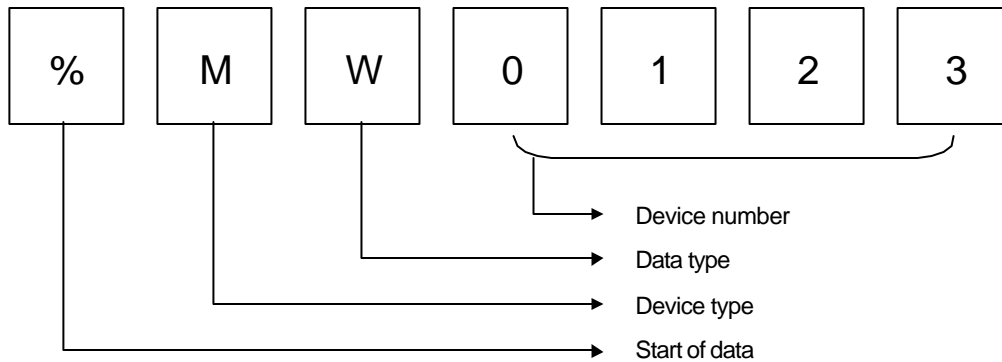 % M W 0 1 2 3
Device number
Data type
Device type
Start of data